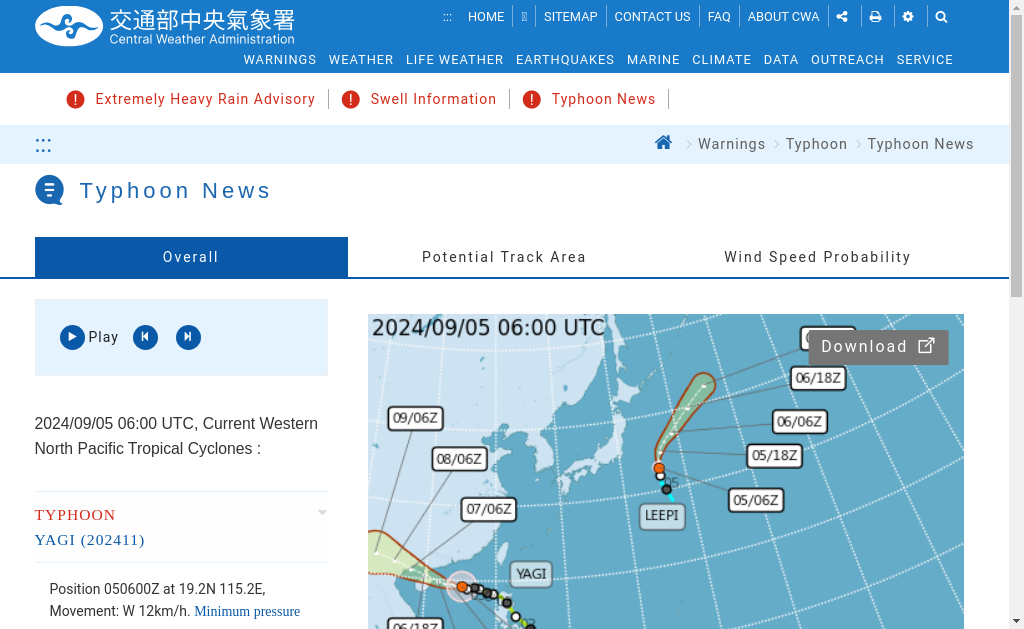 交通部中央氣象署
Central Weather Administration
::: HOME SITEMAP CONTACT US FAQ ABOUT CWA
WARNINGS WEATHER LIFE WEATHER EARTHQUAKES MARINE CLIMATE DATA OUTREACH SERVICE
Extremely Heavy Rain Advisory Swell Information Typhoon News
::: Warnings Typhoon Typhoon News
Typhoon News
Overall Potential Track Area Wind Speed Probability
Play
2024/09/05 06:00 UTC, Current Western
North Pacific Tropical Cyclones :
TYPHOON
YAGI (202411)
Position 050600Z at 19.2N 115.2E,
Movement: W 12km/h. Minimum pressure
2024/09/05 06:00 UTC
Download
06/18Z
09/06Z
06/06Z
08/06Z
05/18Z
05/06Z
07/06Z
LEEPI
YAGI
06/18Z